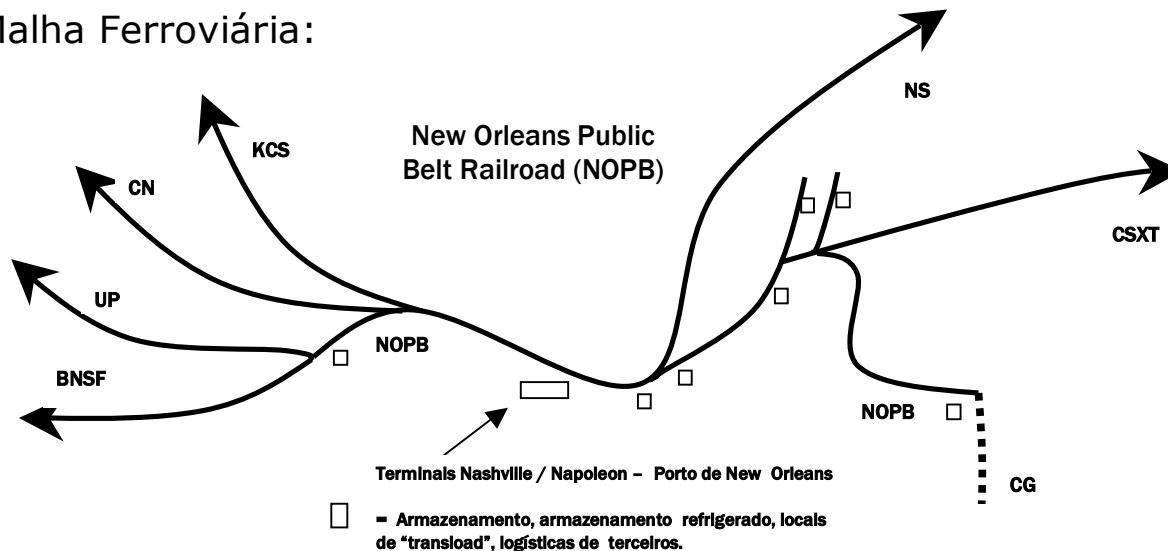 Malha Ferroviária:
NS
New Orleans Public
Belt Railroad (NOPB)
KCS
CN
CSXT
UP
NOPB
BNSF
NOPB
Terminais Nashville / Napoleon – Porto de New Orleans
CG
= Armazenamento, armazenamento refrigerado, locais
de “transload”, logísticas de terceiros.